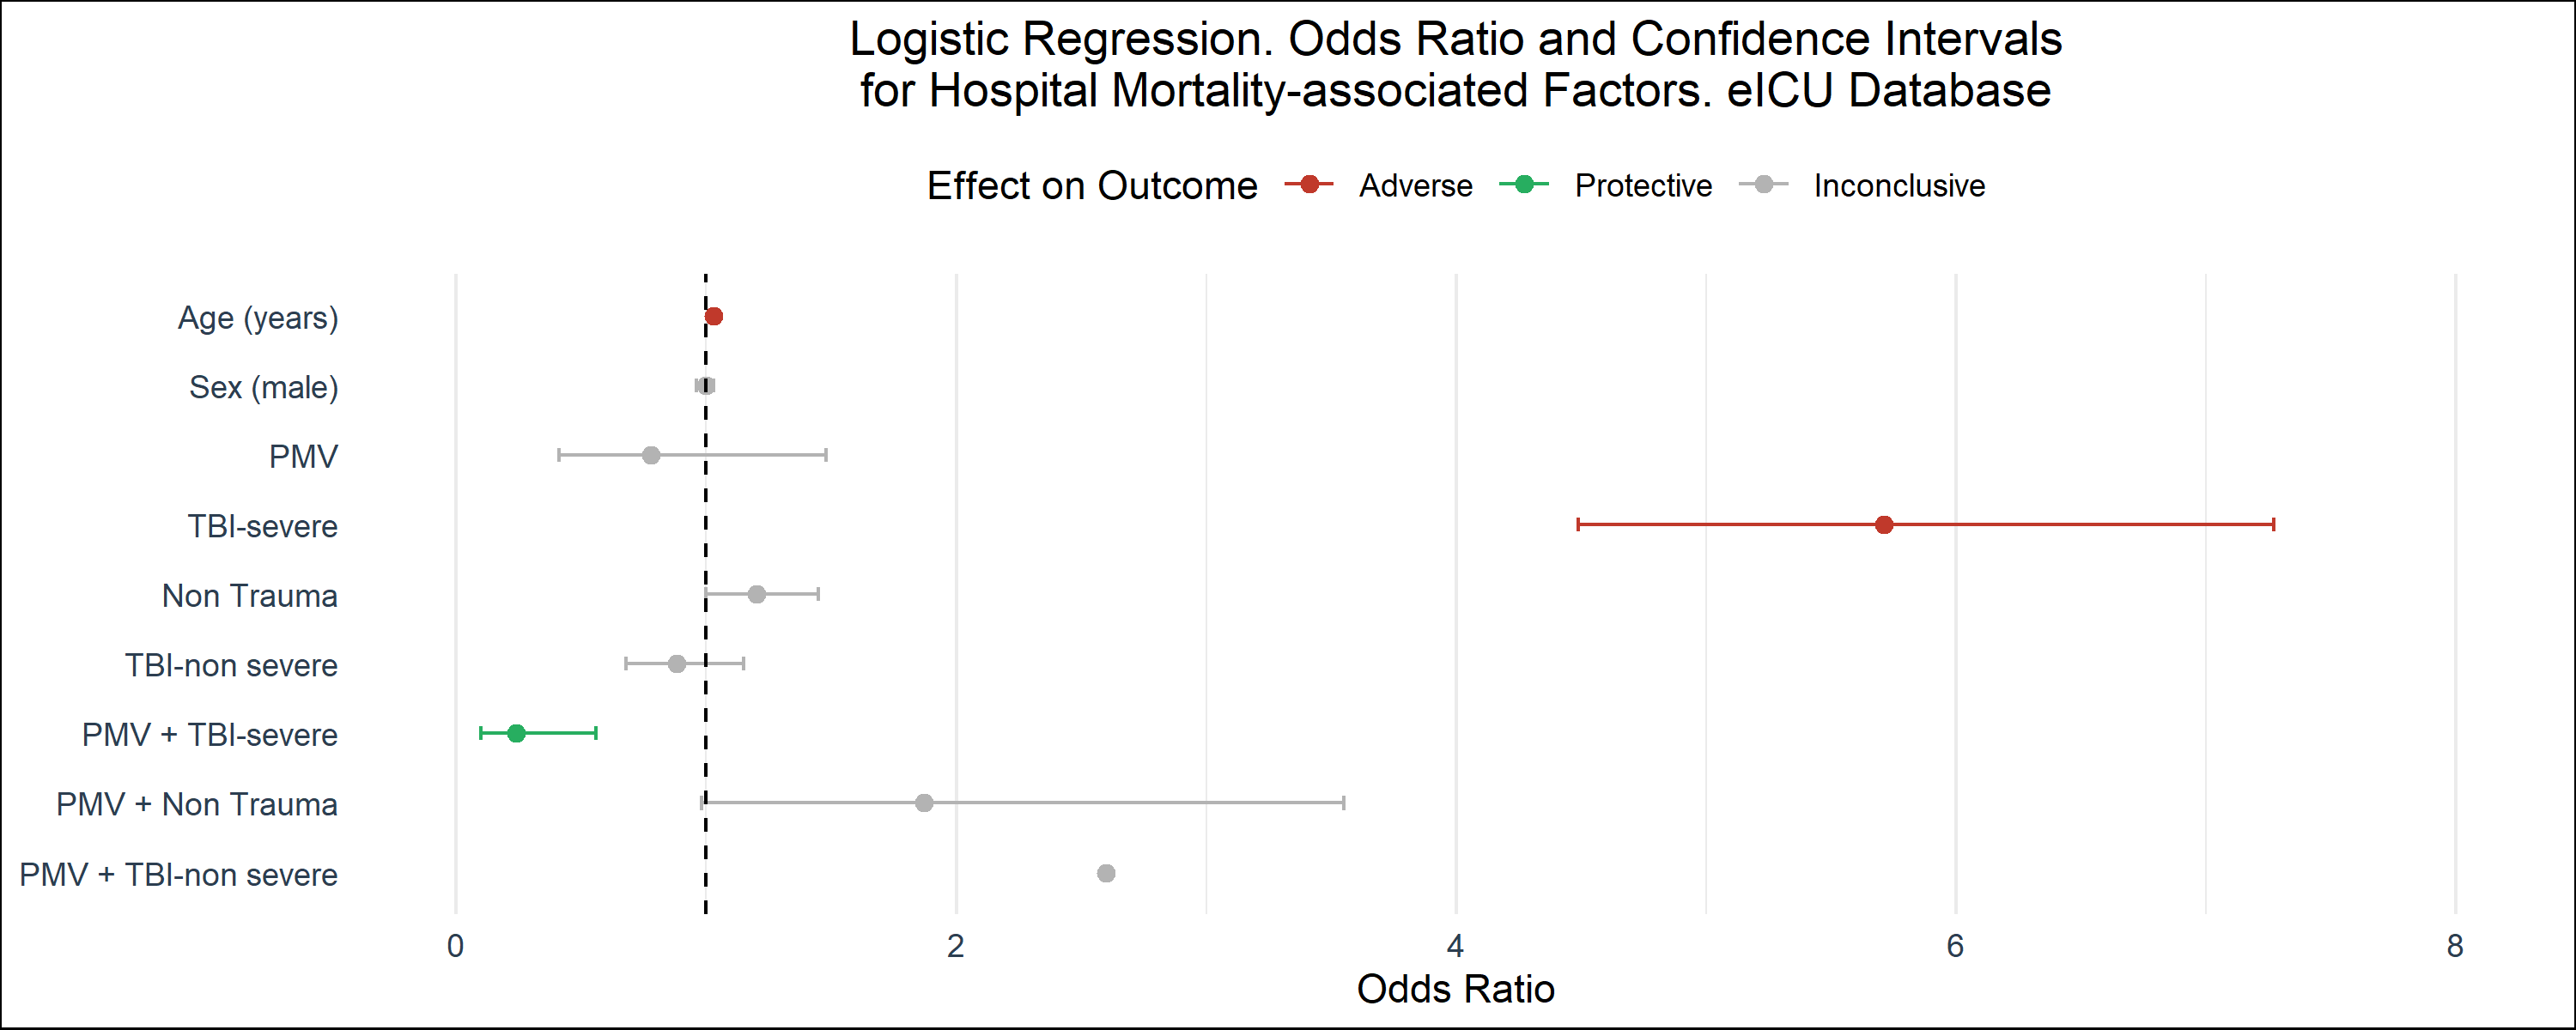 Logistic Regression. Odds Ratio and Confidence Intervals
for Hospital Mortality-associated Factors. eICU Database
Effect on Outcome Adverse Protective Inconclusive
Age (years)
Sex (male)
PMV
TBI-severe
Non Trauma
TBI-non severe
PMV + TBI-severe
PMV + Non Trauma
PMV + TBI-non severe
0 2 4 6 8
Odds Ratio